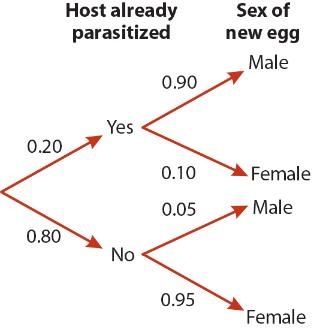 Host already
parasitized
Sex of
new egg
Male
0.90
Yes
0.20
0.10
Female
0.05
Male
0.80
No
0.95
Female